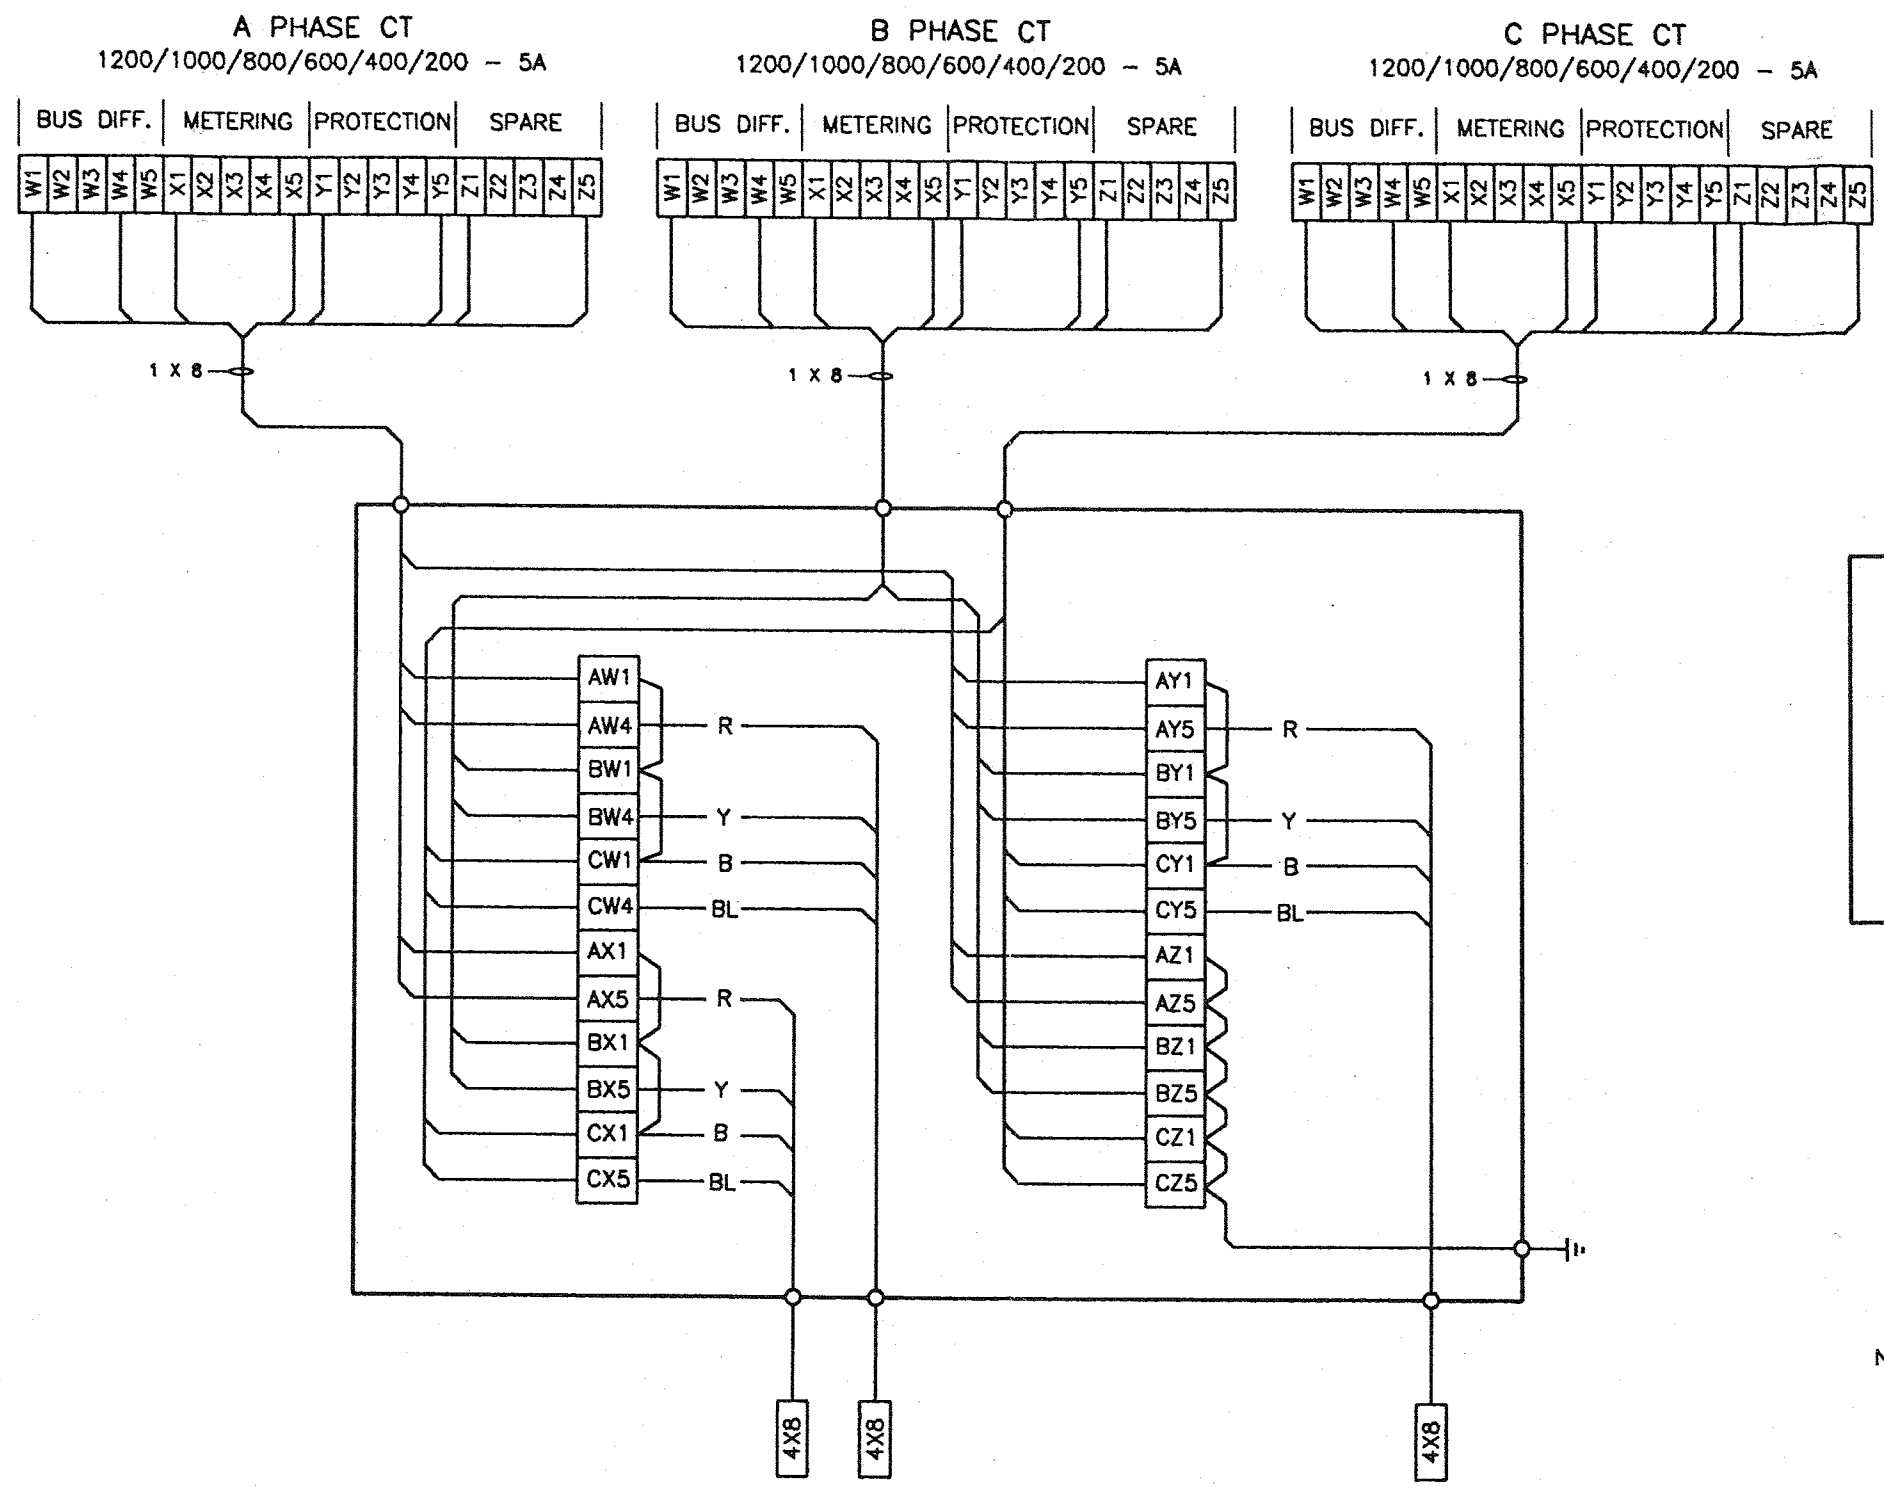 A PHASE CT
1200/1000/800/600/400/200 - 5A
BUS DIFF. METERING PROTECTION SPARE
W1 W2 W3 W4 W5 X1 X2 X3 X4 X5 Y1 Y2 Y3 Y4 Y5 Z1 Z2 Z3 Z4 Z5
1 X 8
B PHASE CT
1200/1000/800/600/400/200 - 5A
BUS DIFF. METERING PROTECTION SPARE
W1 W2 W3 W4 W5 X1 X2 X3 X4 X5 Y1 Y2 Y3 Y4 Y5 Z1 Z2 Z3 Z4 Z5
1 X 8
C PHASE CT
1200/1000/800/600/400/200 - 5A
BUS DIFF. METERING PROTECTION SPARE
W1 W2 W3 W4 W5 X1 X2 X3 X4 X5 Y1 Y2 Y3 Y4 Y5 Z1 Z2 Z3 Z4 Z5
1 X 8
AW1
AW4 R
BW1
BW4 Y
CW1 B
CW4 BL
AX1
AX5 R
BX1
BX5 Y
CX1 B
CX5 BL
AY1
AY5 R
BY1
BY5 Y
CY1 B
CY5 BL
AZ1
AZ5
BZ1
BZ5
CZ1
CZ5
4X8
4X8
4X8